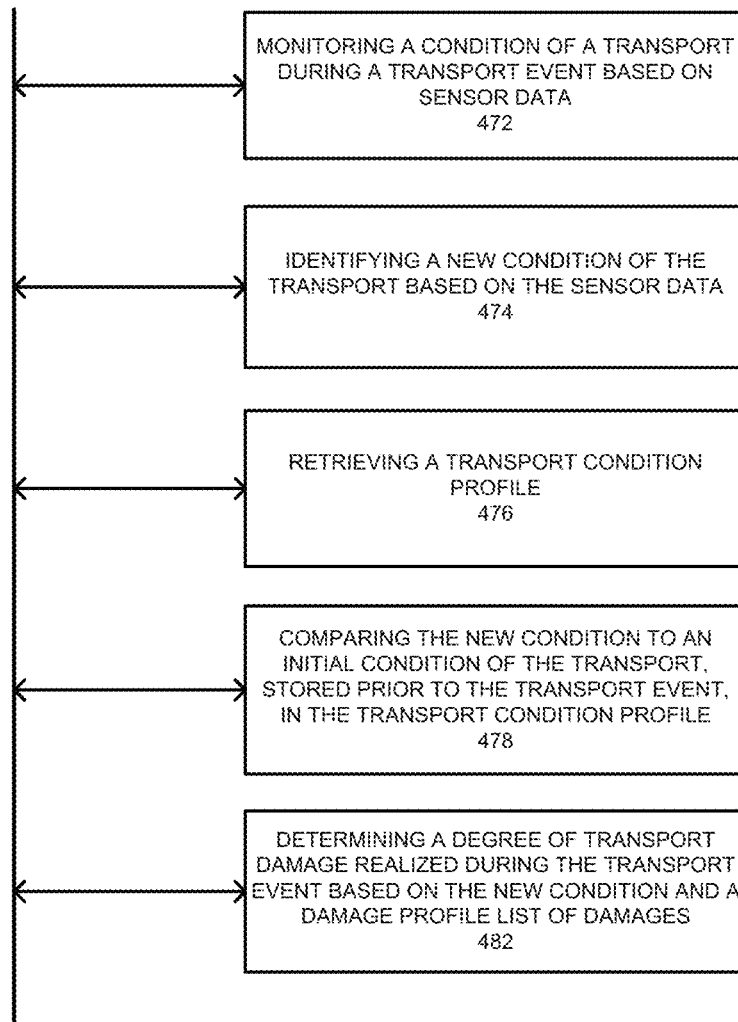 MONITORING A CONDITION OF A TRANSPORT
DURING A TRANSPORT EVENT BASED ON
SENSOR DATA
472
IDENTIFYING A NEW CONDITION OF THE
TRANSPORT BASED ON THE SENSOR DATA
474
RETRIEVING A TRANSPORT CONDITION
PROFILE
476
COMPARING THE NEW CONDITION TO AN
INITIAL CONDITION OF THE TRANSPORT,
STORED PRIOR TO THE TRANSPORT EVENT,
IN THE TRANSPORT CONDITION PROFILE
478
DETERMINING A DEGREE OF TRANSPORT
DAMAGE REALIZED DURING THE TRANSPORT
EVENT BASED ON THE NEW CONDITION AND A
DAMAGE PROFILE LIST OF DAMAGES
482